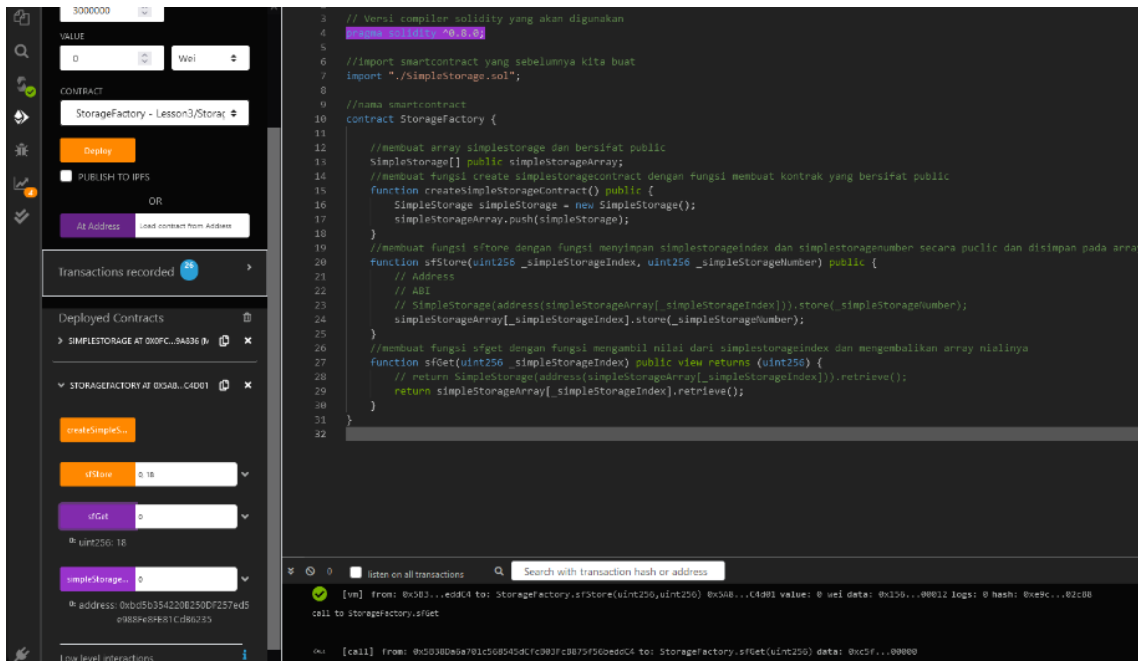 3000000
VALUE
0
Wei
CONTRACT
StorageFactory - Lesson3/Storag
Deploy
PUBLISH TO IPFS
OR
At Address
Load contract from Address
Transactions recorded 26
Deployed Contracts
SIMPLESTORAGE AT 0X0FC...9A836 (M
STORAGEFACTORY AT 0X5A8...C4D01
createSimpleS...
sfStore
0, 18
sfGet
0
0: uint256: 18
simpleStorage...
0
0: address: 0xbd5b354220B250DF257ed5
e988Fe8FE81CdB6235
Low level interactions
3 // Versi compiler solidity yang akan digunakan
4 pragma solidity ^0.8.0;
5
6 //import smartcontract yang sebelumnya kita buat
7 import "./SimpleStorage.sol";
8
9 //nama smartcontract
10 contract StorageFactory {
11
12 //membuat array simplestorage dan bersifat public
13 SimpleStorage[] public simpleStorageArray;
14 //membuat fungsi create simplestoragecontract dengan fungsi membuat kontrak yang bersifat public
15 function createSimpleStorageContract() public {
16 SimpleStorage simpleStorage = new SimpleStorage();
17 simpleStorageArray.push(simpleStorage);
18 }
19 //membuat fungsi sftore dengan fungsi menyimpan simplestorageindex dan simplestoragenumber secara puclic dan disimpan pada array
20 function sfStore(uint256 _simpleStorageIndex, uint256 _simpleStorageNumber) public {
21 // Address
22 // ABI
23 // SimpleStorage(address(simpleStorageArray[_simpleStorageIndex])).store(_simpleStorageNumber);
24 simpleStorageArray[_simpleStorageIndex].store(_simpleStorageNumber);
25 }
26 //membuat fungsi sfget dengan fungsi mengambil nilai dari simplestorageindex dan mengembalikan array nialinya
27 function sfGet(uint256 _simpleStorageIndex) public view returns (uint256) {
28 // return SimpleStorage(address(simpleStorageArray[_simpleStorageIndex])).retrieve();
29 return simpleStorageArray[_simpleStorageIndex].retrieve();
30 }
31 }
32
0
listen on all transactions
Search with transaction hash or address
[vm] from: 0x5B3...eddC4 to: StorageFactory.sfStore(uint256,uint256) 0x5A8...C4d01 value: 0 wei data: 0x156...00012 logs: 0 hash: 0xe9c...02c88
call to StorageFactory.sfGet
CALL [call] from: 0x5B38Da6a701c568545dCfcB03FcB875f56beddC4 to: StorageFactory.sfGet(uint256) data: 0xc5f...00000